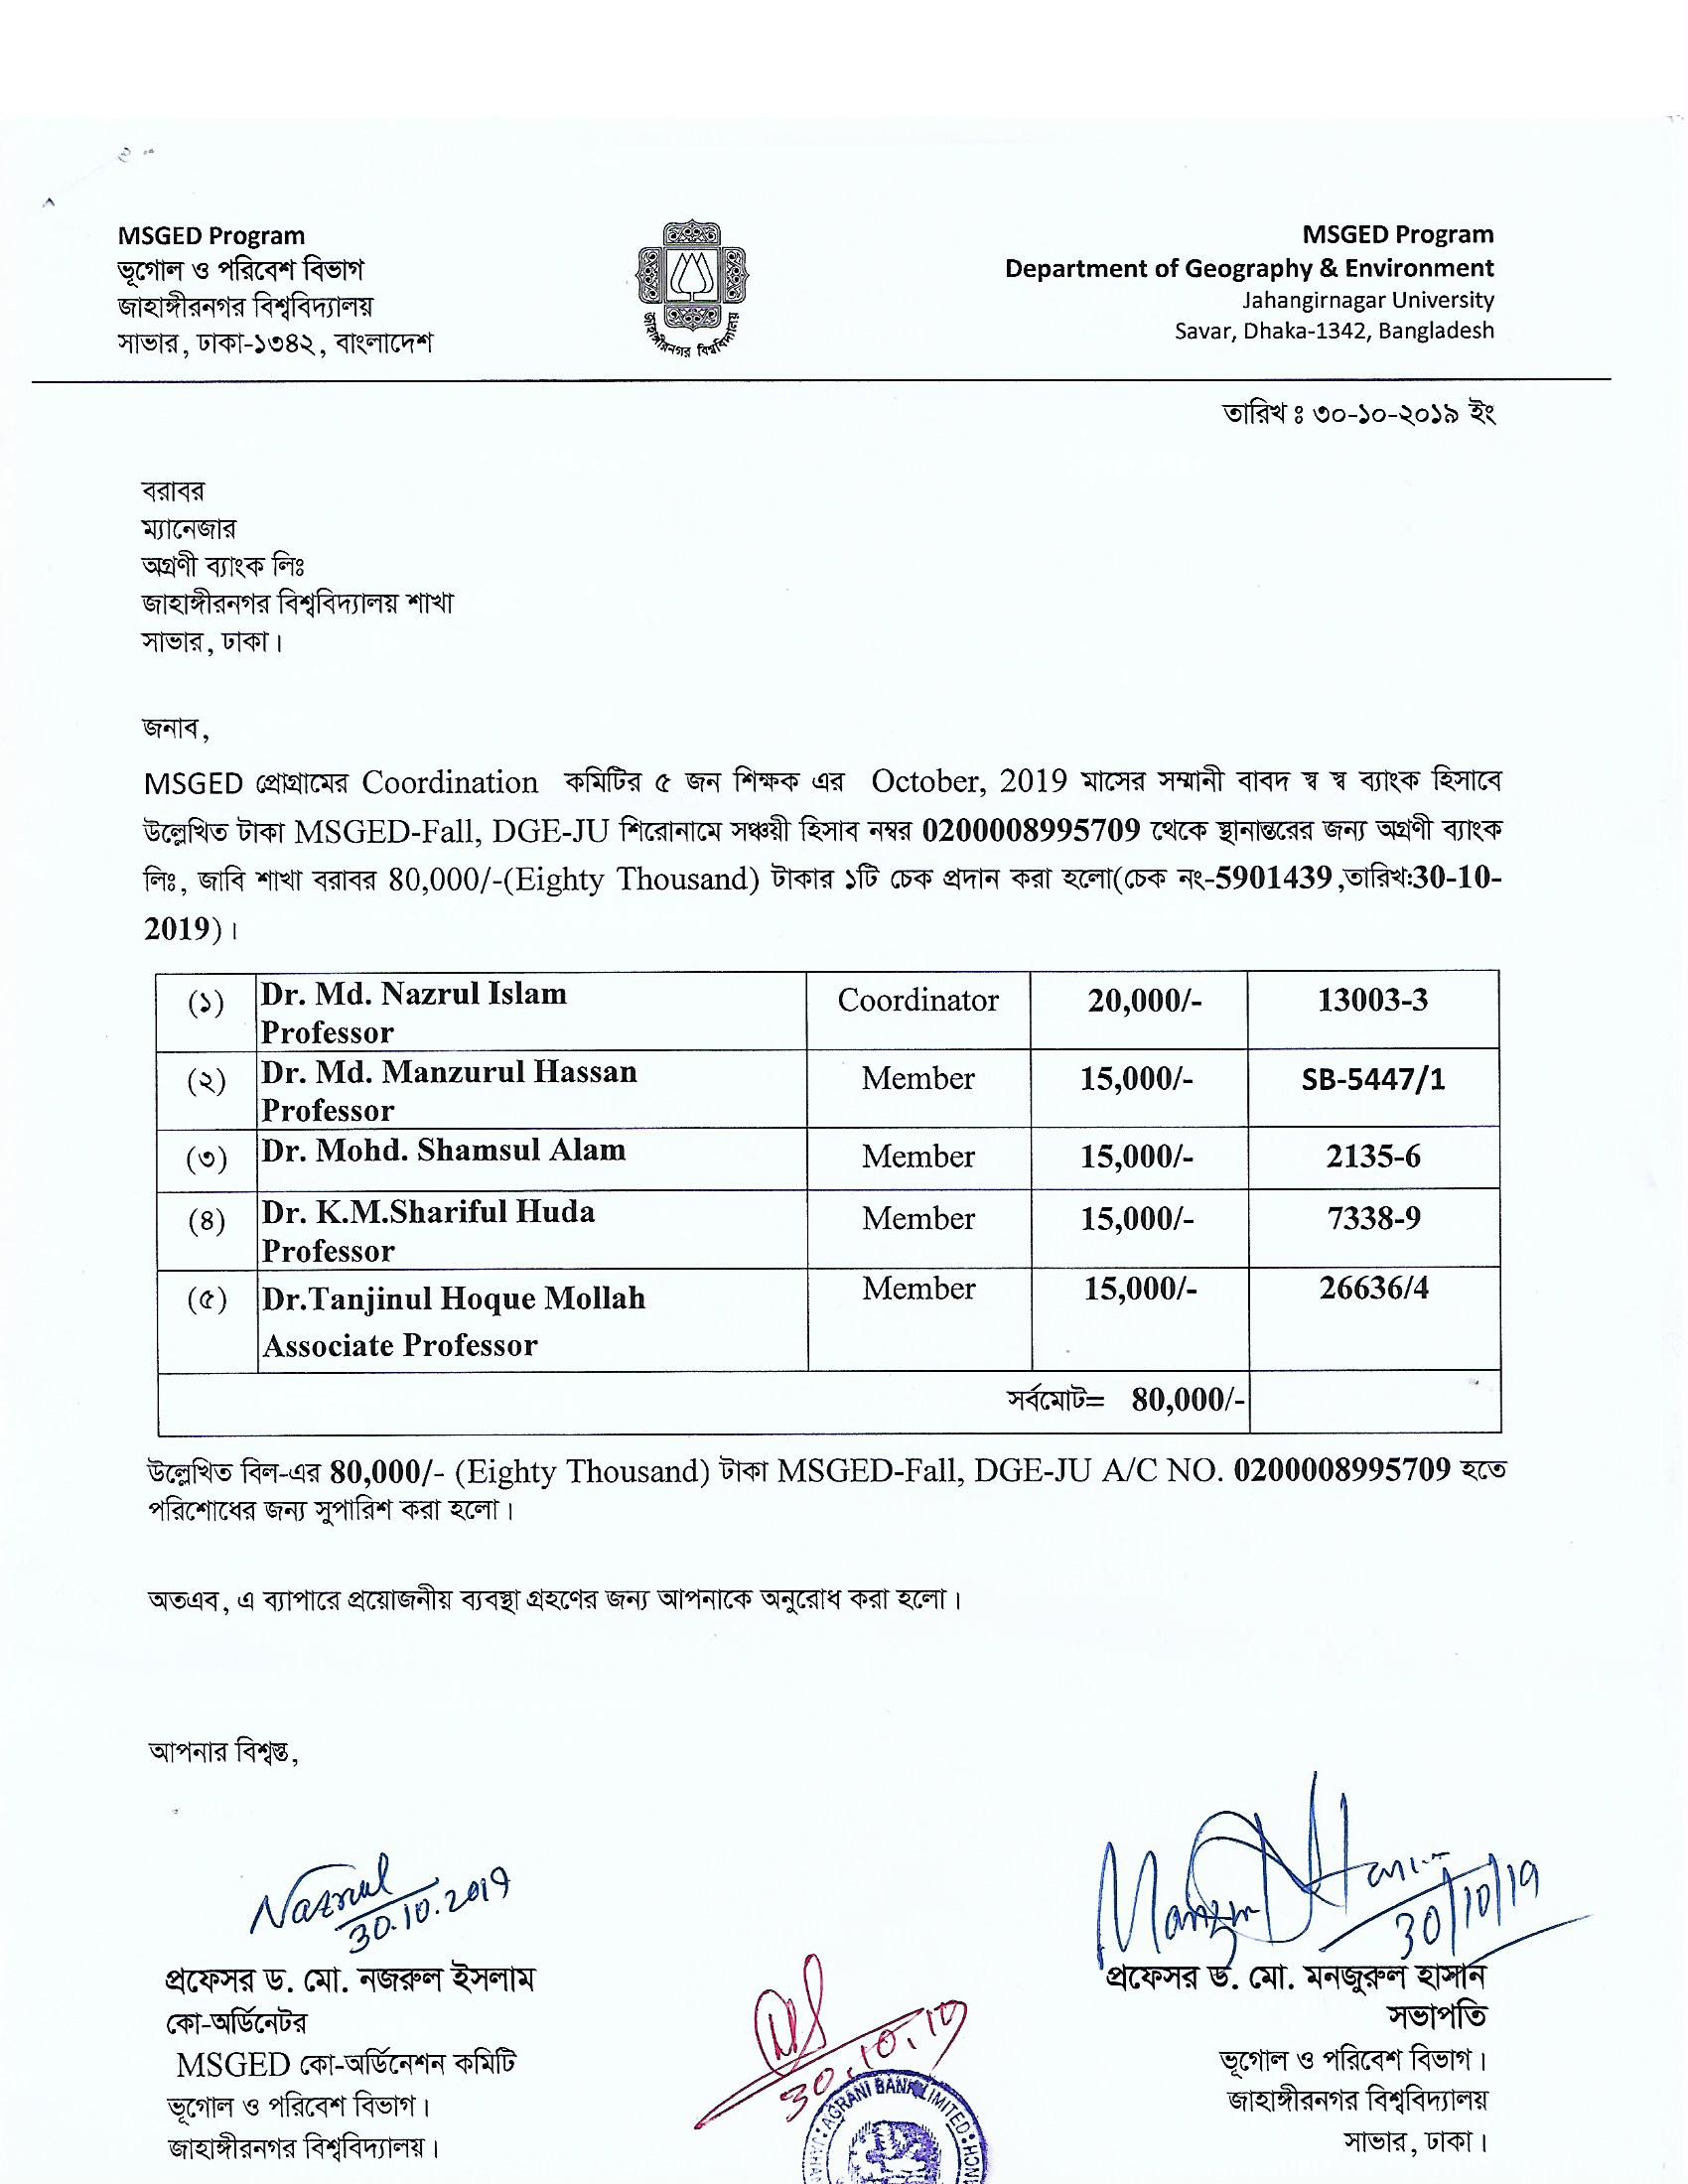 MSGED Program
ভূগোল ও পরিবেশ বিভাগ
জাহাঙ্গীরনগর বিশ্ববিদ্যালয়
সাভার, ঢাকা-১৩৪২, বাংলাদেশ
জাহাঙ্গীরনগর বিশ্ববিদ্যালয়
MSGED Program
Department of Geography & Environment
Jahangirnagar University
Savar, Dhaka-1342, Bangladesh
তারিখ ঃ ৩০-১০-২০১৯ ইং
বরাবর
ম্যানেজার
অগ্রণী ব্যাংক লিঃ
জাহাঙ্গীরনগর বিশ্ববিদ্যালয় শাখা
সাভার, ঢাকা।
জনাব,
MSGED প্রোগ্রামের Coordination কমিটির ৫ জন শিক্ষক এর October, 2019 মাসের সম্মানী বাবদ স্ব স্ব ব্যাংক হিসাবে
উল্লেখিত টাকা MSGED-Fall, DGE-JU শিরোনামে সঞ্চয়ী হিসাব নম্বর 0200008995709 থেকে স্থানান্তরের জন্য অগ্রণী ব্যাংক
লিঃ, জাবি শাখা বরাবর 80,000/-(Eighty Thousand) টাকার ১টি চেক প্রদান করা হলো(চেক নং-5901439,তারিখ:30-10-
2019)।
(১) Dr. Md. Nazrul Islam Coordinator 20,000/- 13003-3
Professor
(২) Dr. Md. Manzurul Hassan Member 15,000/- SB-5447/1
Professor
(৩) Dr. Mohd. Shamsul Alam Member 15,000/- 2135-6
(৪) Dr. K.M.Shariful Huda Member 15,000/- 7338-9
Professor
(৫) Dr.Tanjinul Hoque Mollah Member 15,000/- 26636/4
Associate Professor
সর্বমোট= 80,000/-
উল্লেখিত বিল-এর 80,000/- (Eighty Thousand) টাকা MSGED-Fall, DGE-JU A/C NO. 0200008995709 হতে
পরিশোধের জন্য সুপারিশ করা হলো।
অতএব, এ ব্যাপারে প্রয়োজনীয় ব্যবস্থা গ্রহণের জন্য আপনাকে অনুরোধ করা হলো।
আপনার বিশ্বস্ত,
Nazrul
30.10.2019
প্রফেসর ড. মো. নজরুল ইসলাম
কো-অর্ডিনেটর
MSGED কো-অর্ডিনেশন কমিটি
ভূগোল ও পরিবেশ বিভাগ।
জাহাঙ্গীরনগর বিশ্ববিদ্যালয়।
30.10.19
AGRANI BANK LIMITED
30/10/19
প্রফেসর ড. মো. মনজুরুল হাসান
সভাপতি
ভূগোল ও পরিবেশ বিভাগ।
জাহাঙ্গীরনগর বিশ্ববিদ্যালয়
সাভার, ঢাকা।